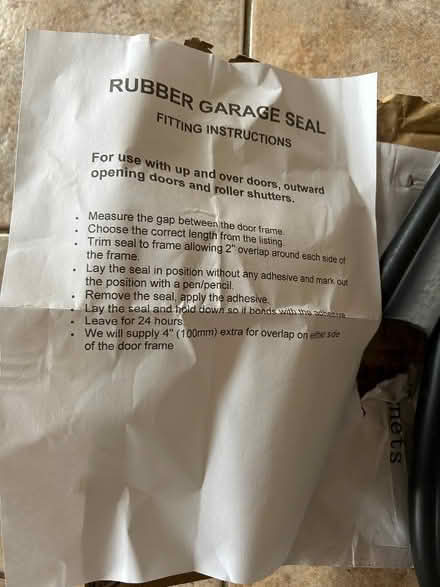 RUBBER GARAGE SEAL
FITTING INSTRUCTIONS
For use with up and over doors, outward
opening doors and roller shutters.
• Measure the gap between the door frame.
• Choose the correct length from the listing.
• Trim seal to frame allowing 2" overlap around each side of
the frame.
• Lay the seal in position without any adhesive and mark out
the position with a pen/pencil.
• Remove the seal, apply the adhesive.
• Lay the seal and hold down so it bonds with the adhesive
• Leave for 24 hours.
• We will supply 4" (100mm) extra for overlap on either side
of the door frame
nets